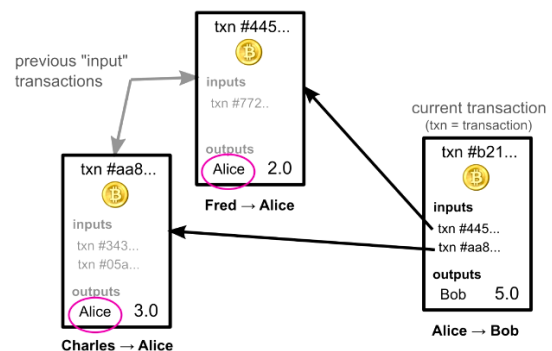 previous "input"
transactions
txn #445...
inputs
txn #772..
outputs
Alice 2.0
Fred → Alice
txn #aa8...
inputs
txn #343...
txn #05a...
outputs
Alice 3.0
Charles → Alice
current transaction
(txn = transaction)
txn #b21...
inputs
txn #445...
txn #aa8...
outputs
Bob 5.0
Alice → Bob